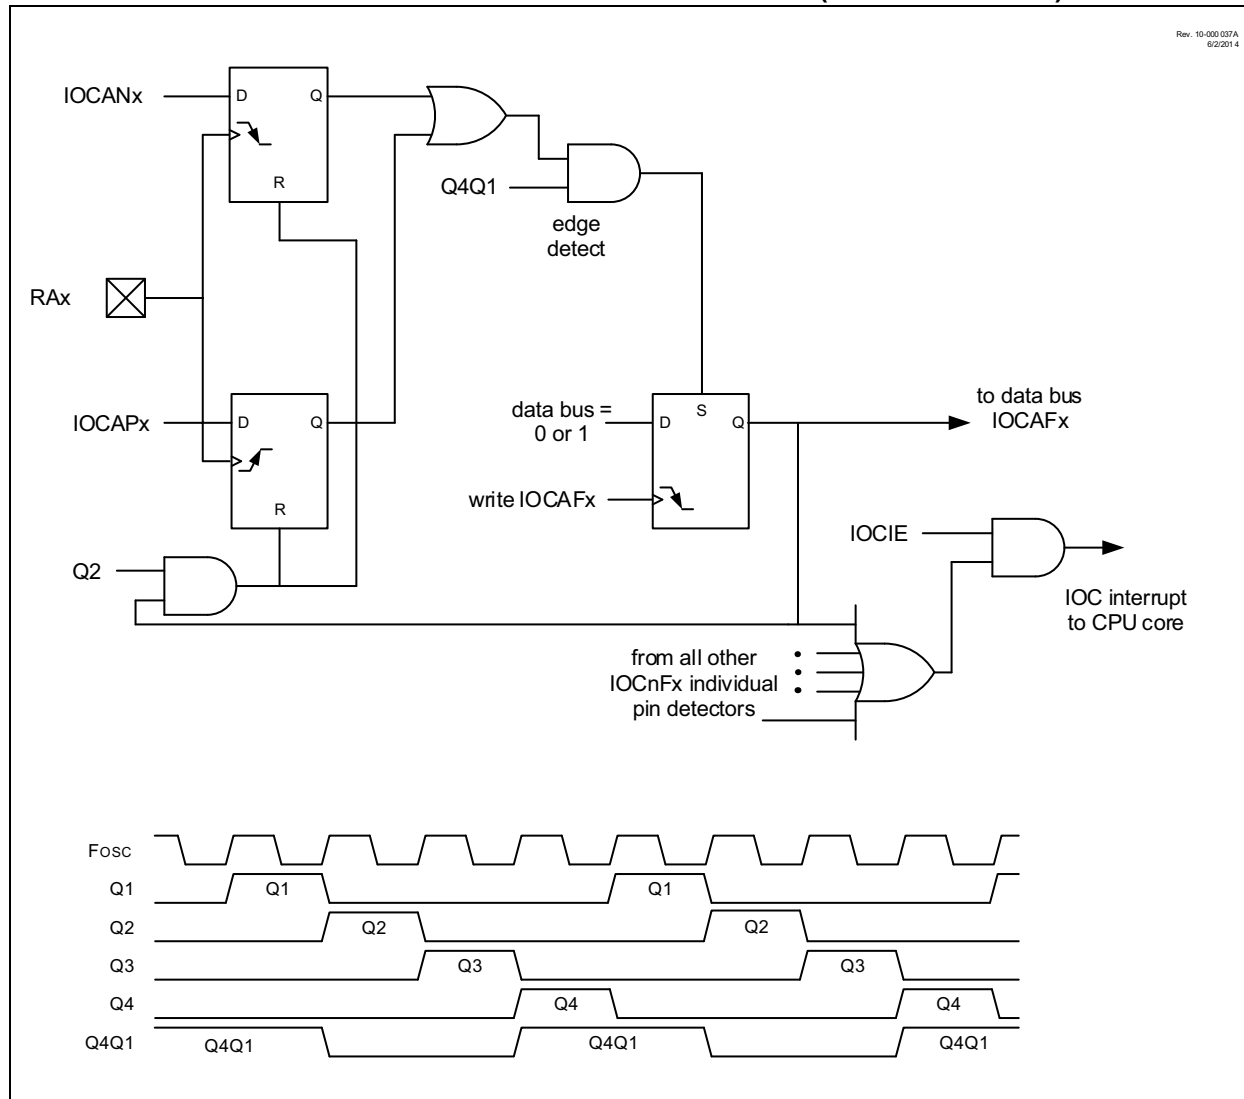 Rev. 10-000 037A
6/2/201 4
IOCANx
D
Q
R
Q4Q1
edge
detect
RAx
IOCAPx
D
Q
R
data bus =
0 or 1
D
S
Q
to data bus
IOCAFx
write IOCAFx
IOCIE
Q2
IOC interrupt
to CPU core
from all other
IOCnFx individual
pin detectors
FOSC
Q1
Q1
Q1
Q2
Q2
Q2
Q3
Q3
Q3
Q4
Q4
Q4
Q4Q1
Q4Q1
Q4Q1
Q4Q1